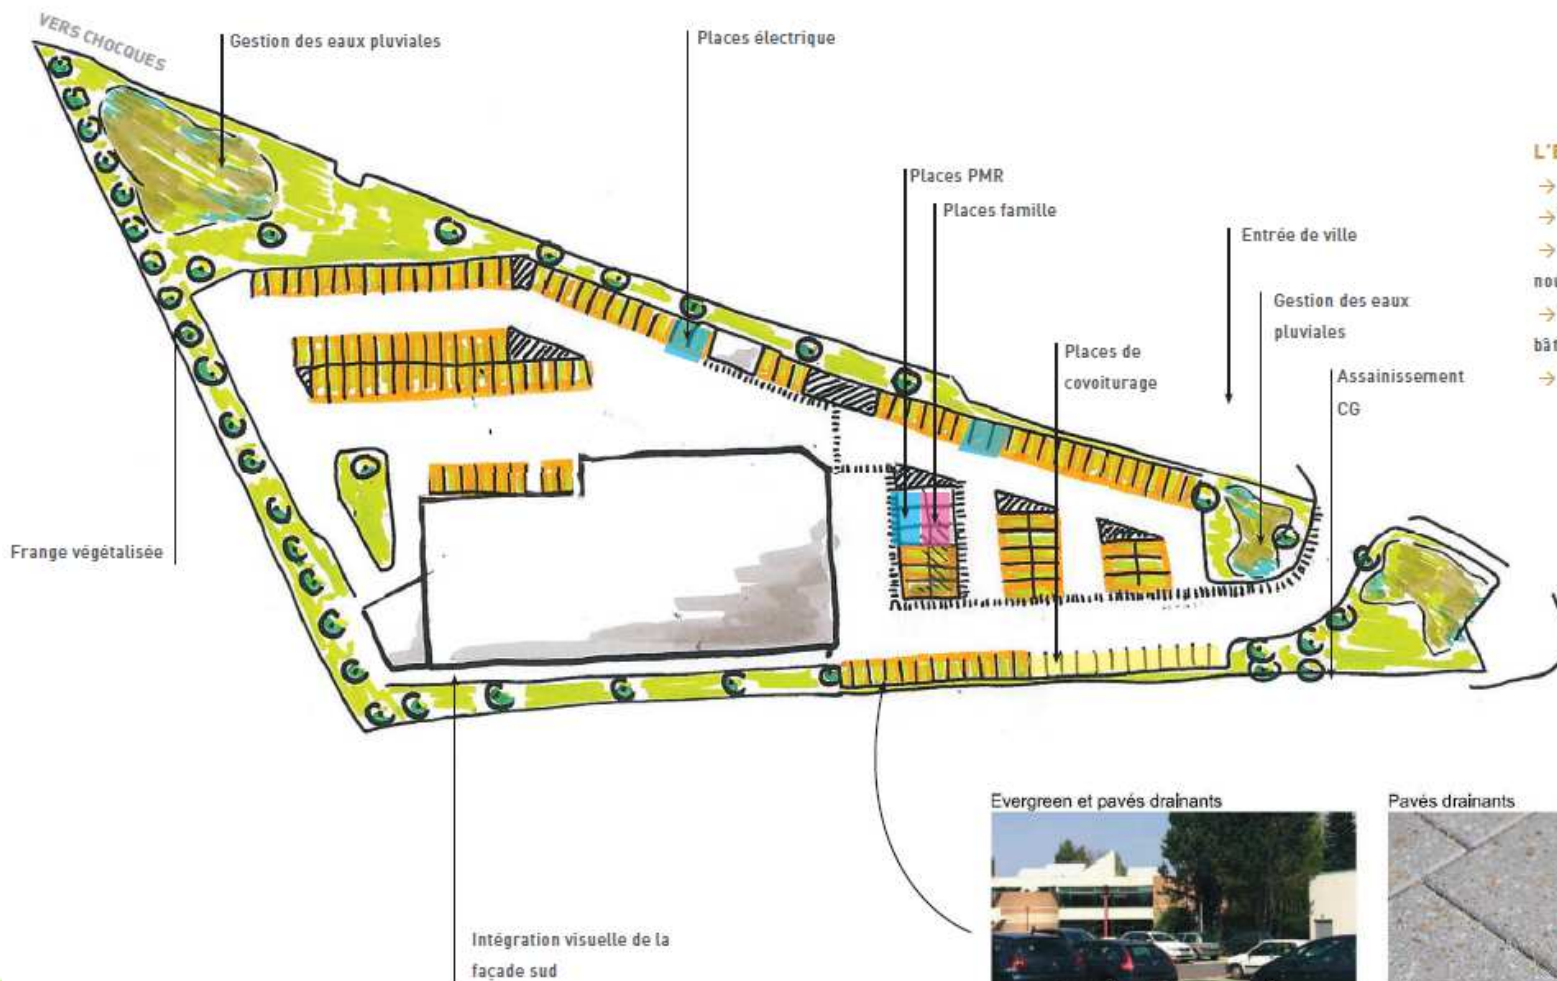 VERS CHOCQUES
Gestion des eaux pluviales
Places électrique
Places PMR
Places famille
Entrée de ville
Gestion des eaux
pluviales
Places de
covoiturage
Assainissement
CG
L'E
→
→
→
nou
→
bât
→
Frange végétalisée
Evergreen et pavés drainants
Pavés drainants
Intégration visuelle de la
façade sud